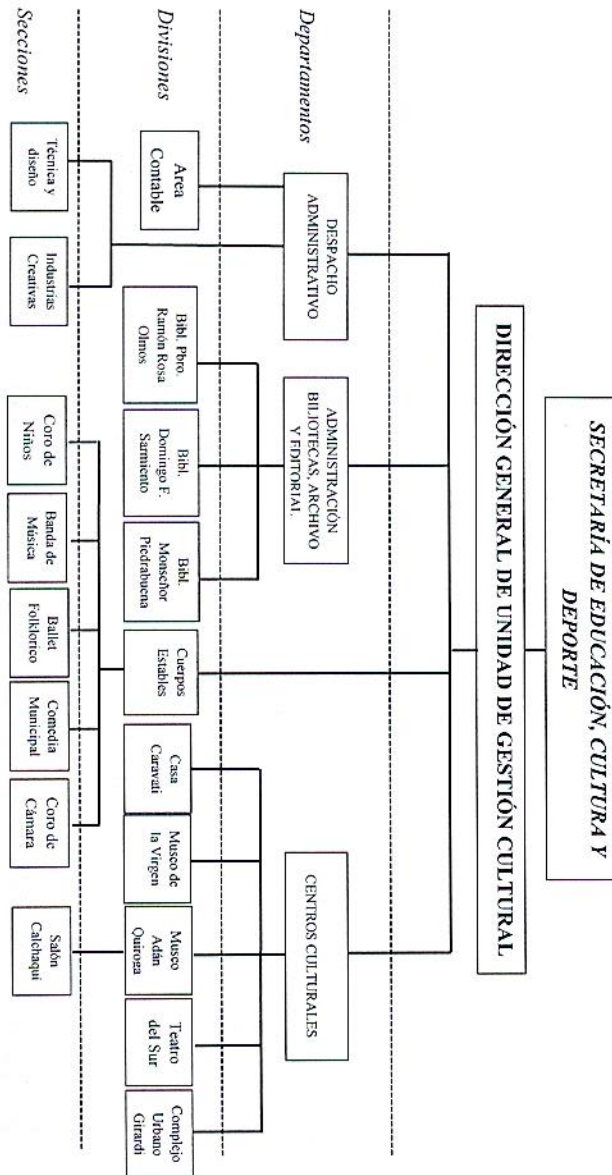 SECRETARÍA DE EDUCACIÓN, CULTURA Y
DEPORTE
DIRECCIÓN GENERAL DE UNIDAD DE GESTIÓN CULTURAL
Departamentos
DESPACHO
ADMINISTRATIVO
ADMINISTRACIÓN
BILIOTECAS, ARCHIVO
Y EDITORIAL
CENTROS CULTURALES
Divisiones
Area
Contable
Bibl. Pbro.
Ramón Rosa
Olmos
Bibl.
Domingo F.
Sarmiento
Bibl.
Monseñor
Piedrabuena
Cuerpos
Estables
Casa
Caravati
Museo de
la Virgen
Museo
Adán
Quiroga
Teatro
del Sur
Complejo
Urbano
Girardi
Secciones
Técnica y
diseño
Industrias
Creativas
Coro de
Niños
Banda de
Música
Ballet
Folklorico
Comedia
Municipal
Coro de
Cámara
Salón
Calchaqui